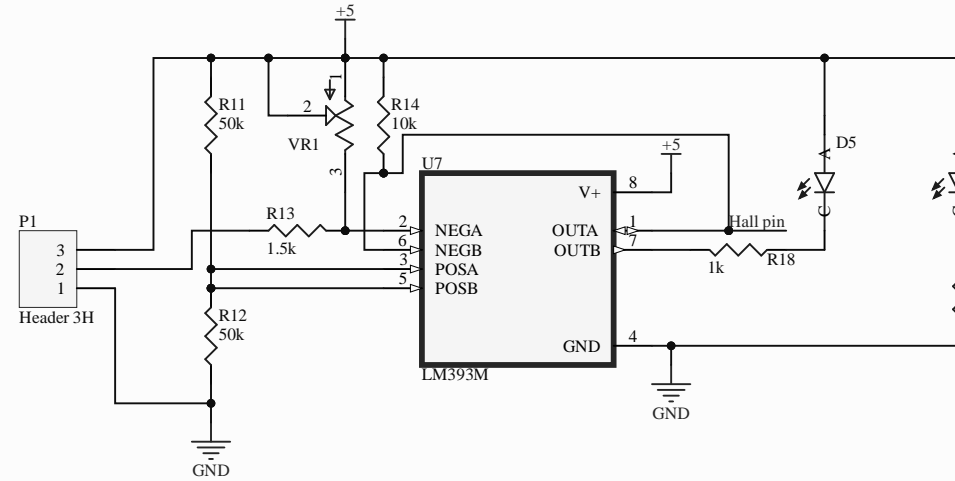 +5
1
R11
50k
2
VR1
R14
10k
3
U7
+5
A
D5
V+
8
C
P1
3
2
1
Header 3H
R13
1.5k
2
6
3
5
NEGA
NEGB
POSA
POSB
OUTA
OUTB
1
7
Hall pin
1k
R18
R12
50k
GND
4
LM393M
GND
GND